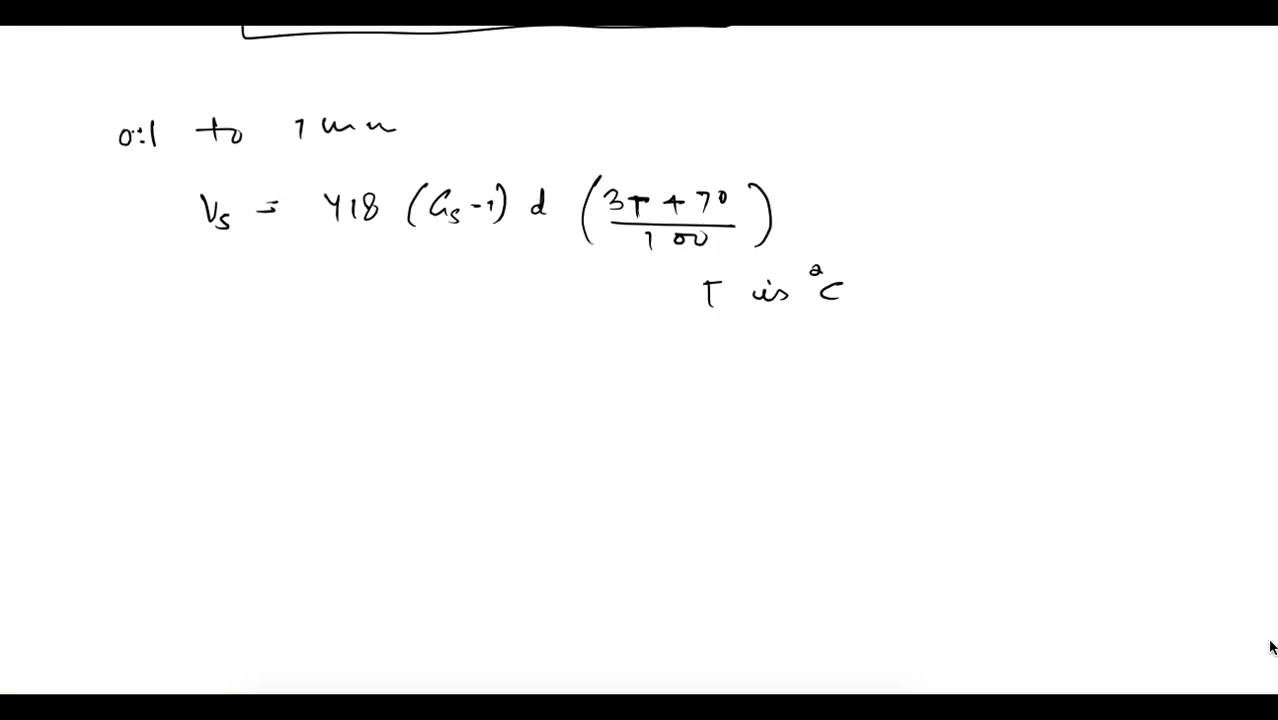 0.1 to 1 mm
Vs = 418 (Gs - 1) d ( (3T + 70) / 100 )
T is °C